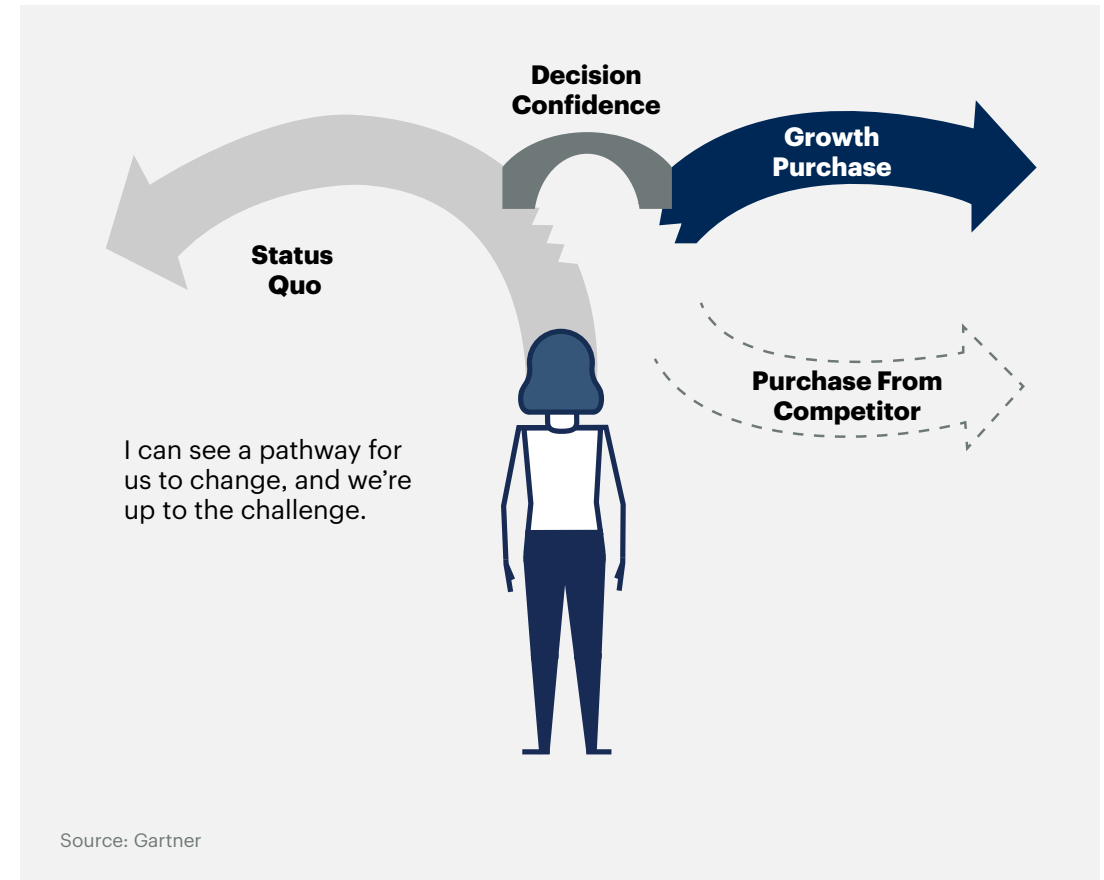 Decision
Confidence
Growth
Purchase
Status
Quo
Purchase From
Competitor
I can see a pathway for
us to change, and we’re
up to the challenge.
Source: Gartner